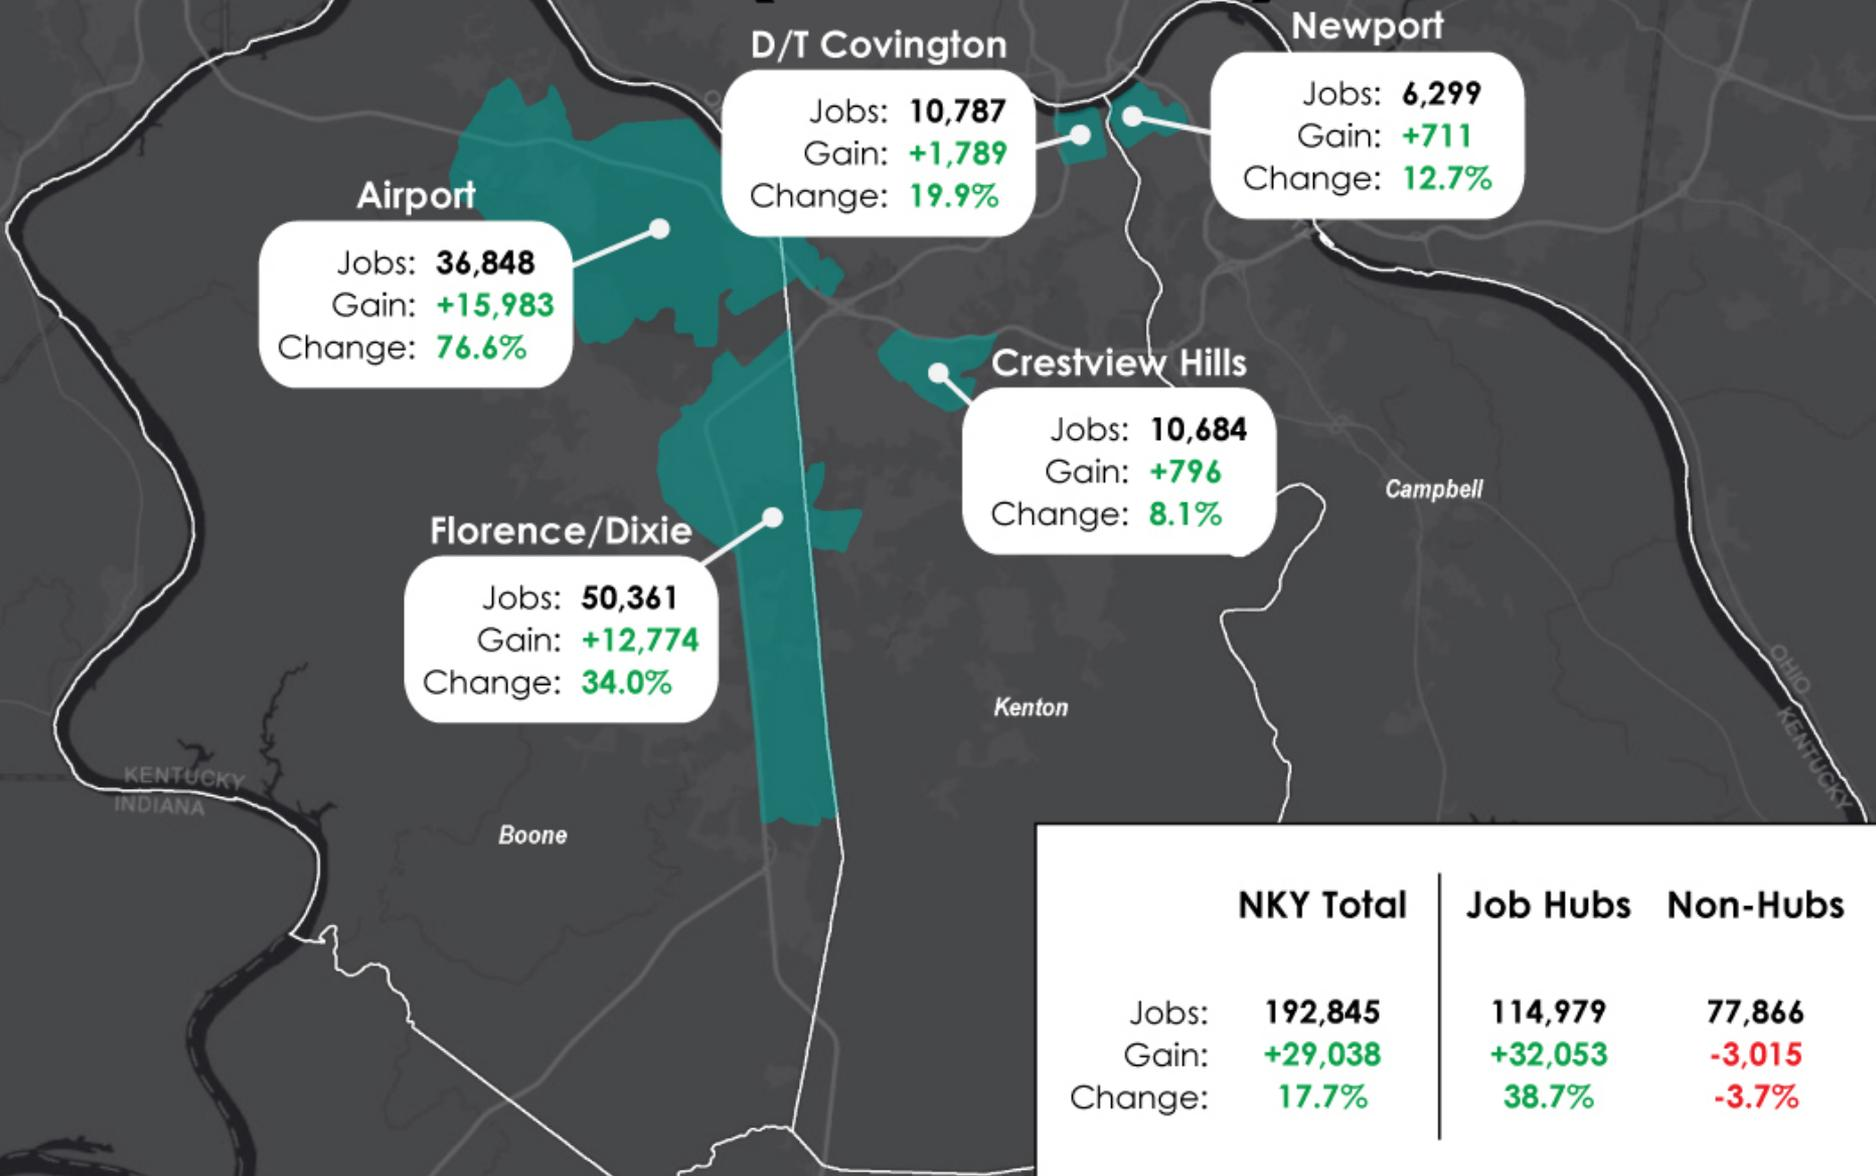 D/T Covington
Jobs: 10,787
Gain: +1,789
Change: 19.9%
Newport
Jobs: 6,299
Gain: +711
Change: 12.7%
Airport
Jobs: 36,848
Gain: +15,983
Change: 76.6%
Crestview Hills
Jobs: 10,684
Gain: +796
Change: 8.1%
Campbell
Florence/Dixie
Jobs: 50,361
Gain: +12,774
Change: 34.0%
Kenton
OHIO
KENTUCKY
KENTUCKY
INDIANA
Boone
NKY Total Job Hubs Non-Hubs
Jobs: 192,845 114,979 77,866
Gain: +29,038 +32,053 -3,015
Change: 17.7% 38.7% -3.7%